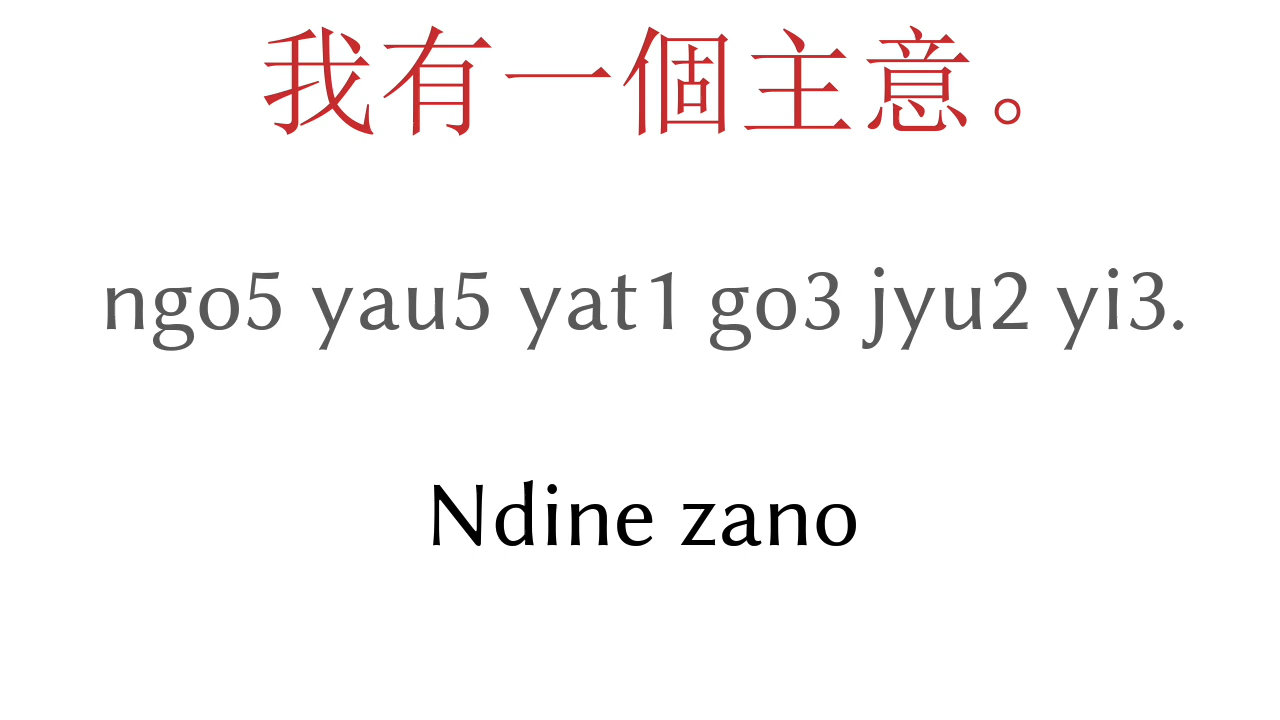 我有一個主意。
ngo5 yau5 yat1 go3 jyu2 yi3.
Ndine zano